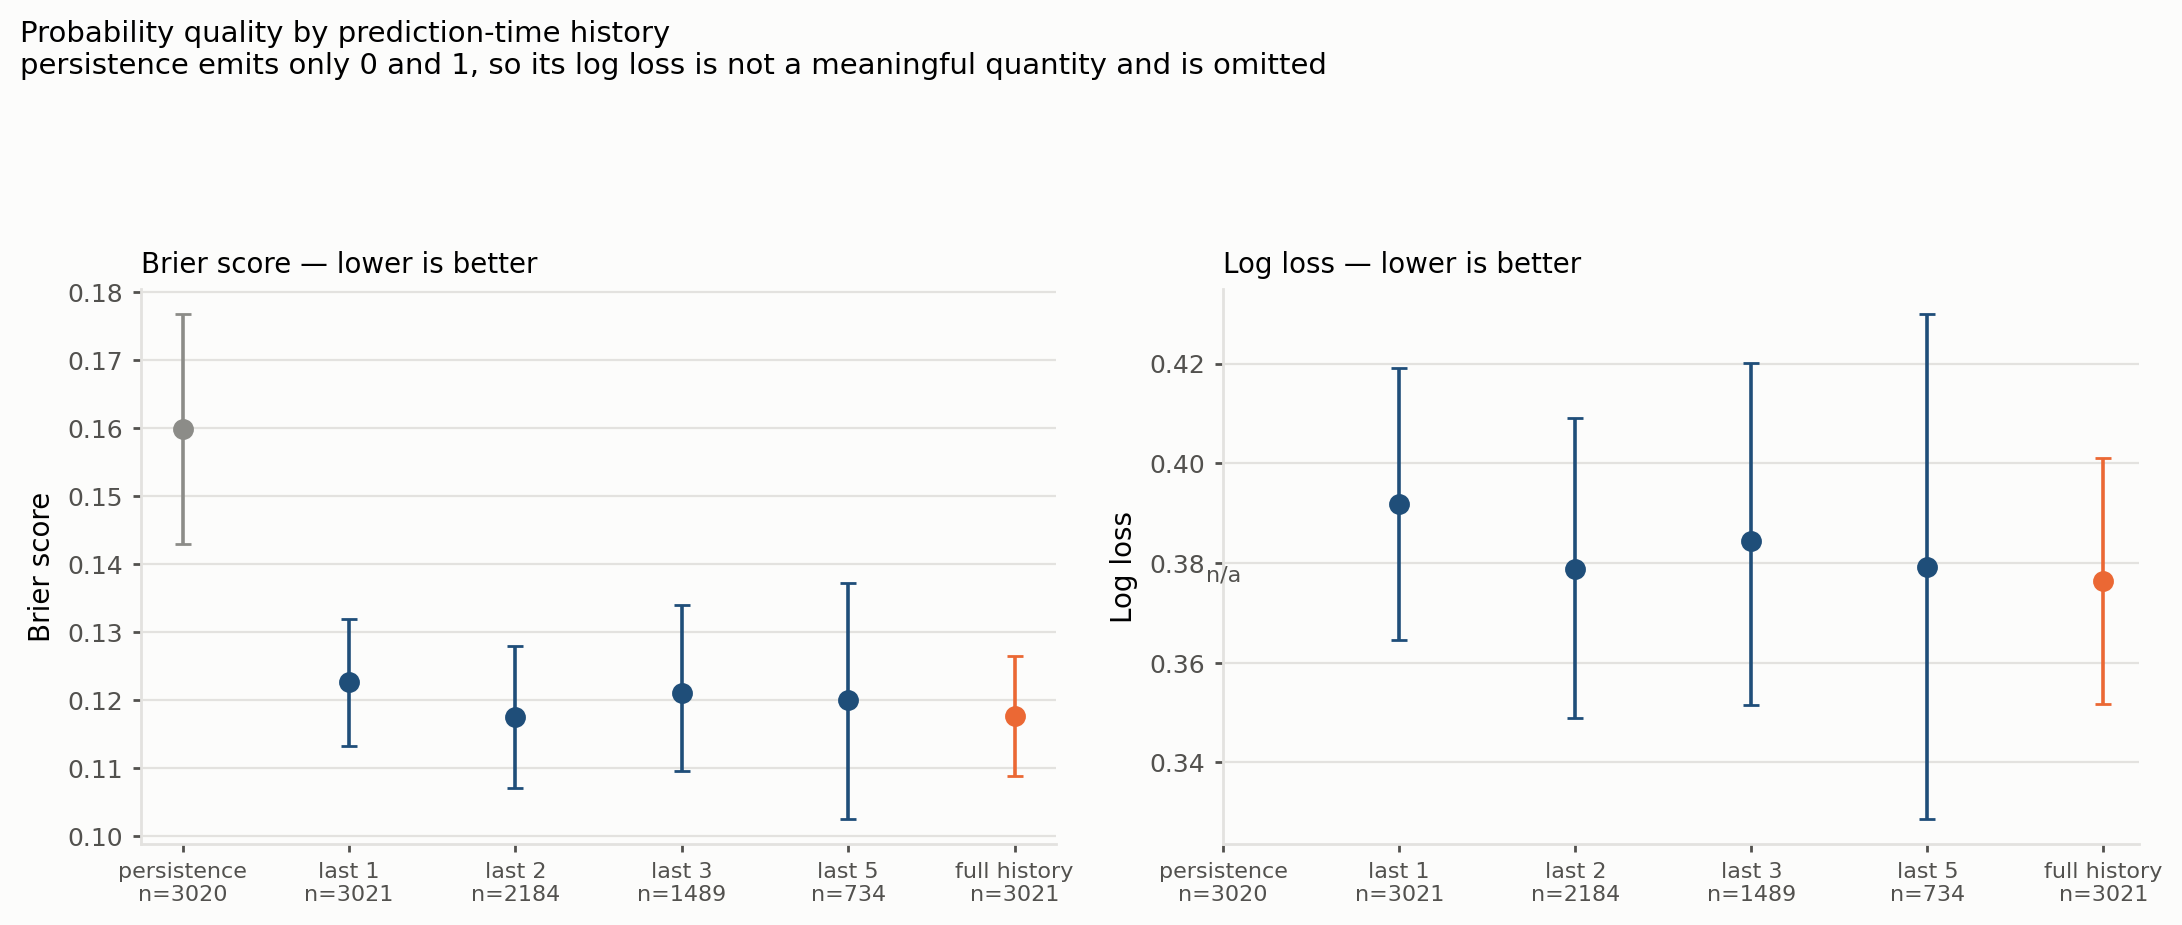 Probability quality by prediction-time history
persistence emits only 0 and 1, so its log loss is not a meaningful quantity and is omitted
Brier score — lower is better
Brier score
0.18
0.17
0.16
0.15
0.14
0.13
0.12
0.11
0.10
persistence last 1 last 2 last 3 last 5 full history
n=3020 n=3021 n=2184 n=1489 n=734 n=3021
Log loss — lower is better
Log loss
0.42
0.40
0.38
n/a
0.36
0.34
persistence last 1 last 2 last 3 last 5 full history
n=3020 n=3021 n=2184 n=1489 n=734 n=3021